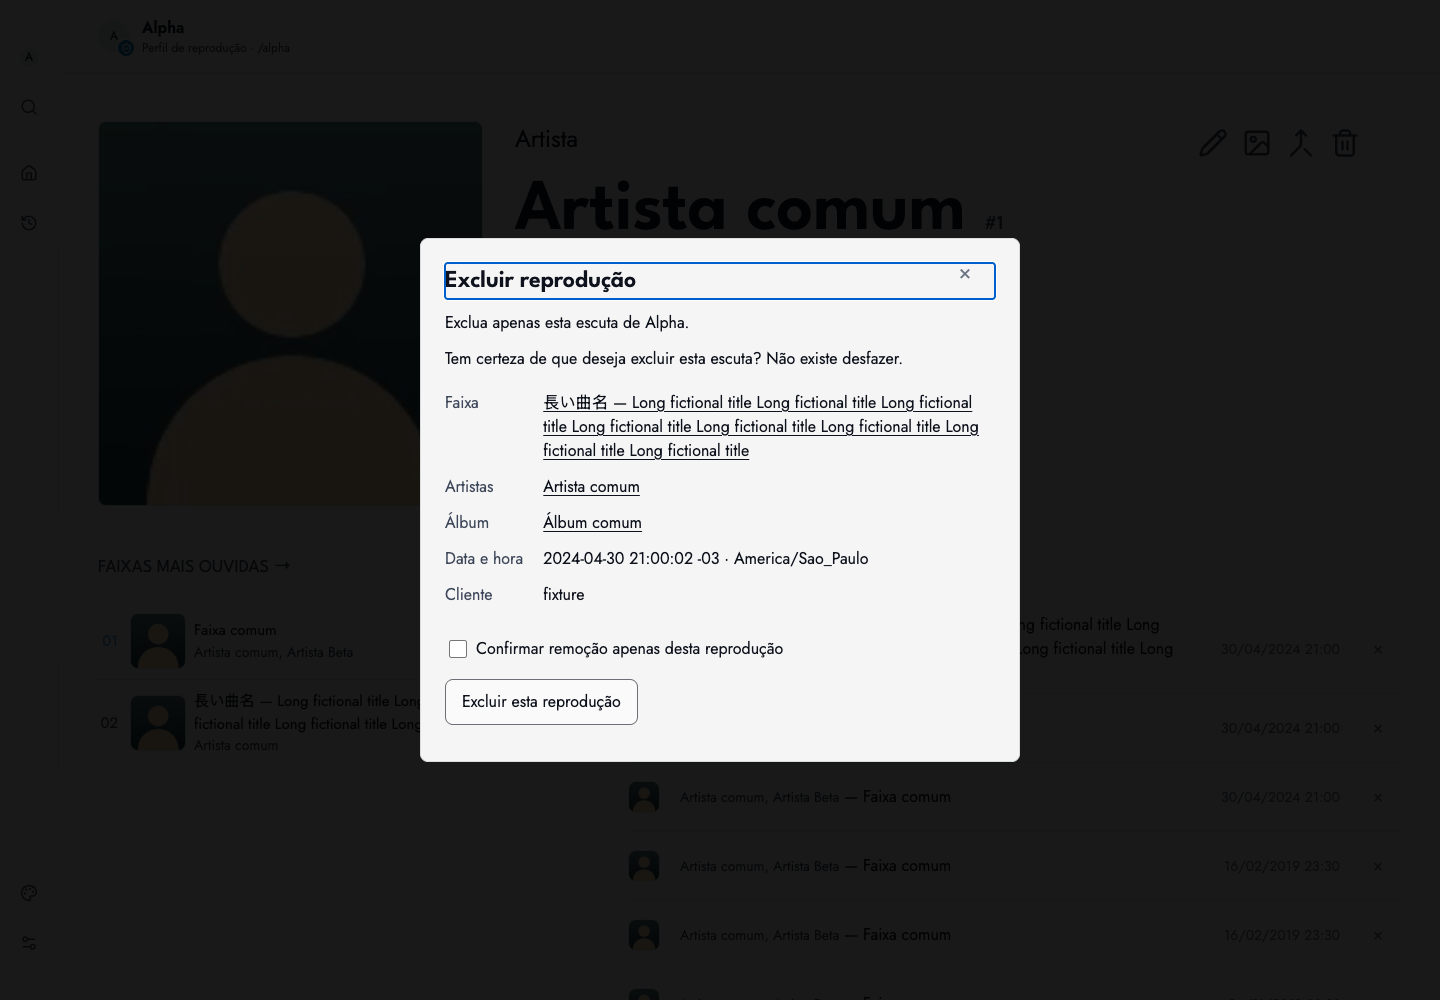 A
Alpha
Perfil de reprodução · /alpha
A
Artista
Artista comum #1
Excluir reprodução ×
Exclua apenas esta escuta de Alpha.
Tem certeza de que deseja excluir esta escuta? Não existe desfazer.
Faixa
長い曲名 — Long fictional title Long fictional title Long fictional
title Long fictional title Long fictional title Long fictional title Long
fictional title Long fictional title
Artistas Artista comum
Álbum Álbum comum
Data e hora 2024-04-30 21:00:02 -03 · America/Sao_Paulo
Cliente fixture
Confirmar remoção apenas desta reprodução
Excluir esta reprodução
FAIXAS MAIS OUVIDAS →
01
Faixa comum
Artista comum, Artista Beta
02
長い曲名 — Long fictional title Long
fictional title Long fictional title Long
Artista comum
fictional title Long
Long fictional title Long
30/04/2024 21:00 ×
30/04/2024 21:00 ×
Artista comum, Artista Beta — Faixa comum 30/04/2024 21:00 ×
Artista comum, Artista Beta — Faixa comum 16/02/2019 23:30 ×
Artista comum, Artista Beta — Faixa comum 16/02/2019 23:30 ×